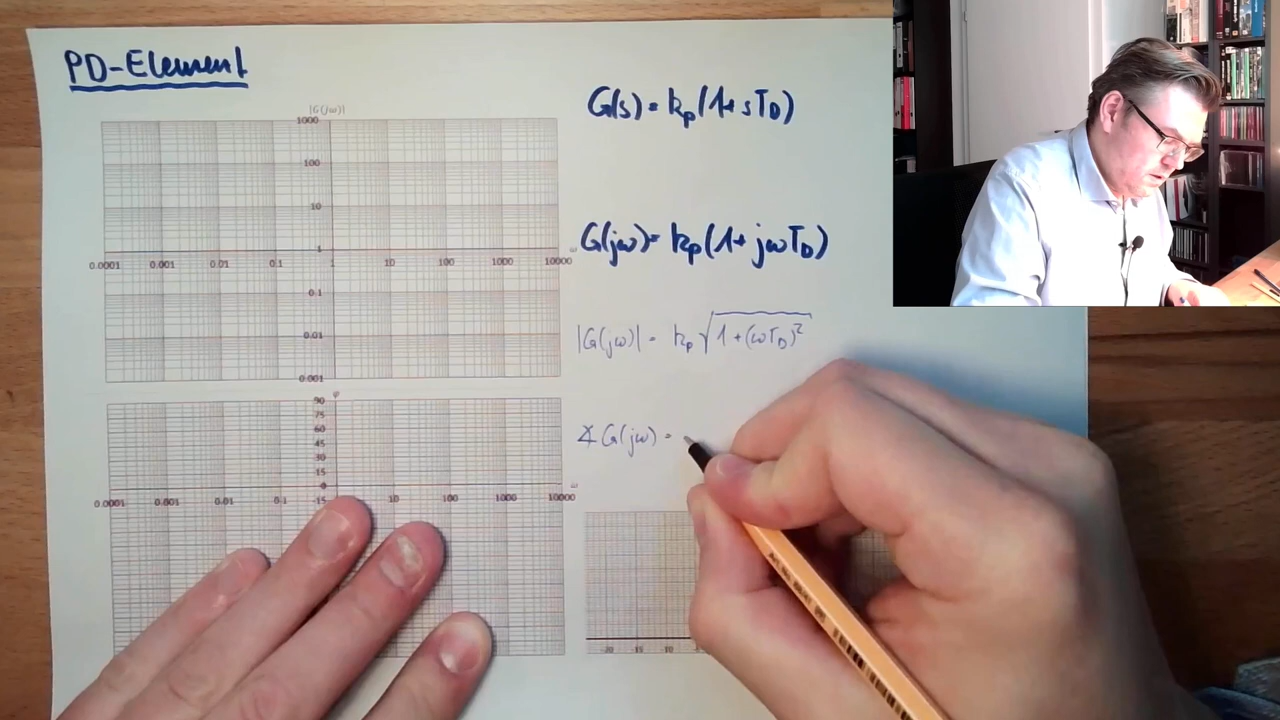 PD-Element
|G(jω)|
1000
100
10
1
0.0001 0.001 0.01 0.1 1 10 100 1000 10000 ω
0.1
0.01
0.001
φ
90
60
45
30
15
0
0.0001 0.001 0.01 0.1 -15 10 100 1000 10000 ω
G(s) = kp(1+sTD)
G(jω) = kp(1+jωTD)
|G(jω)| = kp√1+(ωTD)²
∡G(jω) =
-20 -15 -10